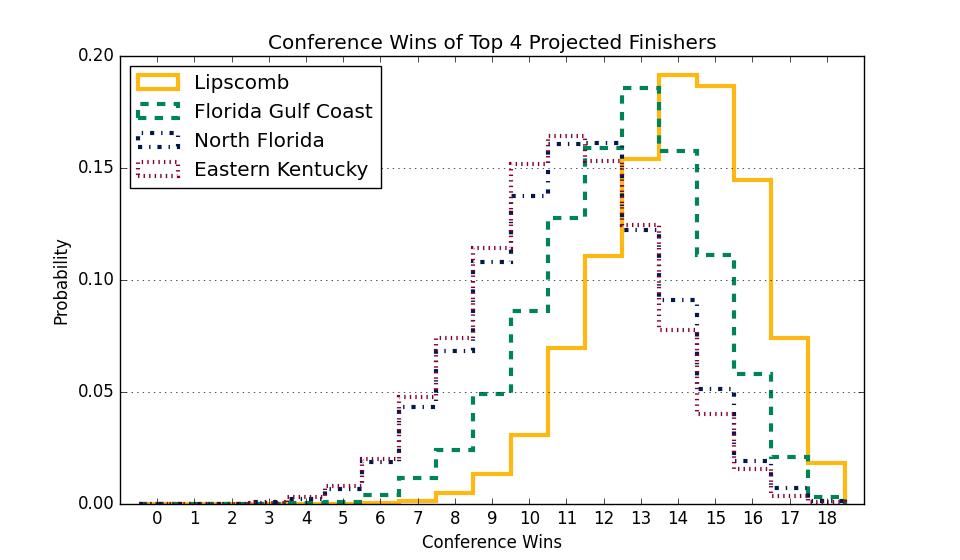 Conference Wins of Top 4 Projected Finishers
Lipscomb
Florida Gulf Coast
North Florida
Eastern Kentucky
Probability
0.20
0.15
0.10
0.05
0.00
0 1 2 3 4 5 6 7 8 9 10 11 12 13 14 15 16 17 18
Conference Wins